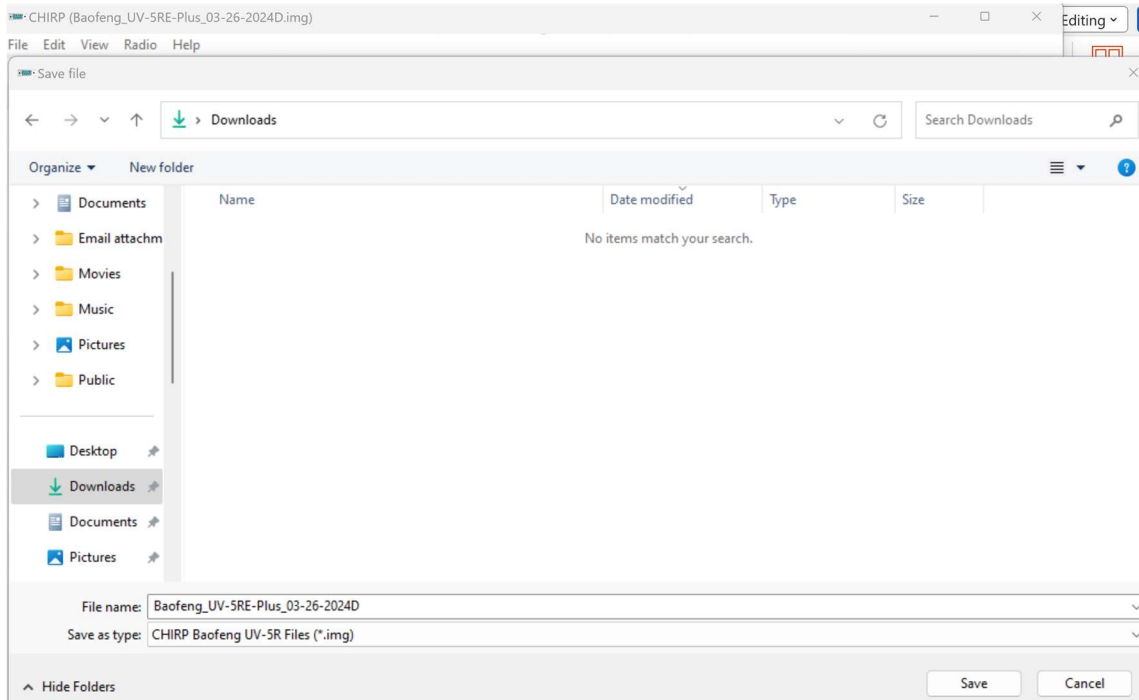 CHIRP (Baofeng_UV-5RE-Plus_03-26-2024D.img)
Editing
File Edit View Radio Help
Save file
Downloads
Search Downloads
Organize New folder
Name Date modified Type Size
No items match your search.
Documents
Email attachm
Movies
Music
Pictures
Public
Desktop
Downloads
Documents
Pictures
File name: Baofeng_UV-5RE-Plus_03-26-2024D
Save as type: CHIRP Baofeng UV-5R Files (*.img)
Hide Folders Save Cancel